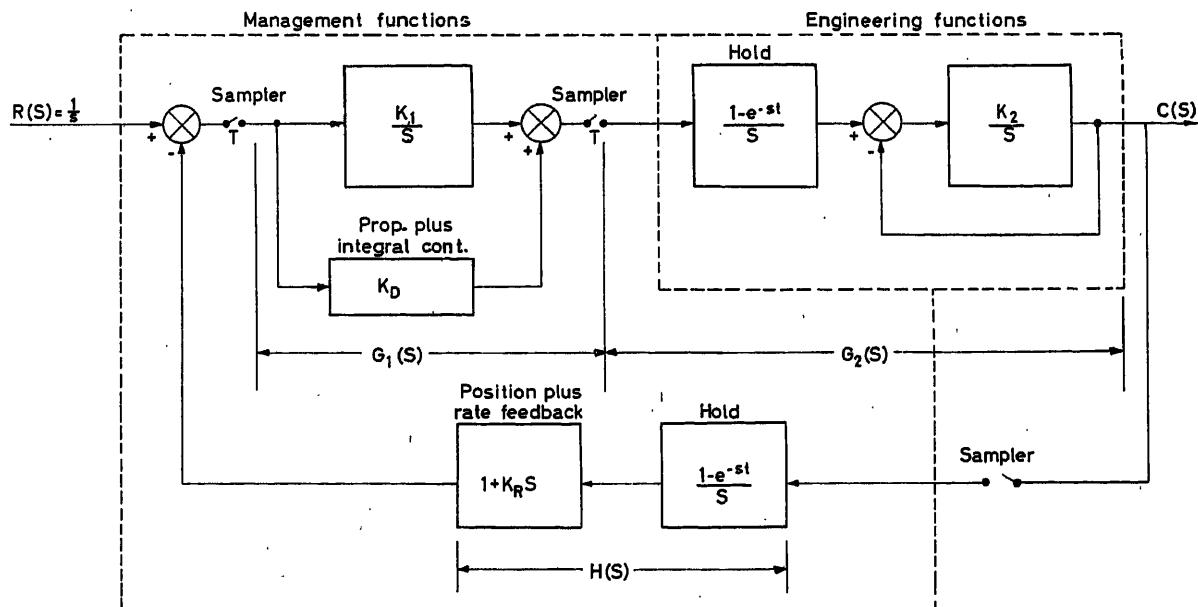 Management functions
Engineering functions
Hold
R(S)=1/s
Sampler
K1/S
Sampler
1-e^-st/S
K2/S
C(S)
+
-
T
+
+
T
+
-
Prop. plus
integral cont.
KD
G1(S)
G2(S)
Position plus
rate feedback
Hold
Sampler
1+KRS
1-e^-st/S
H(S)